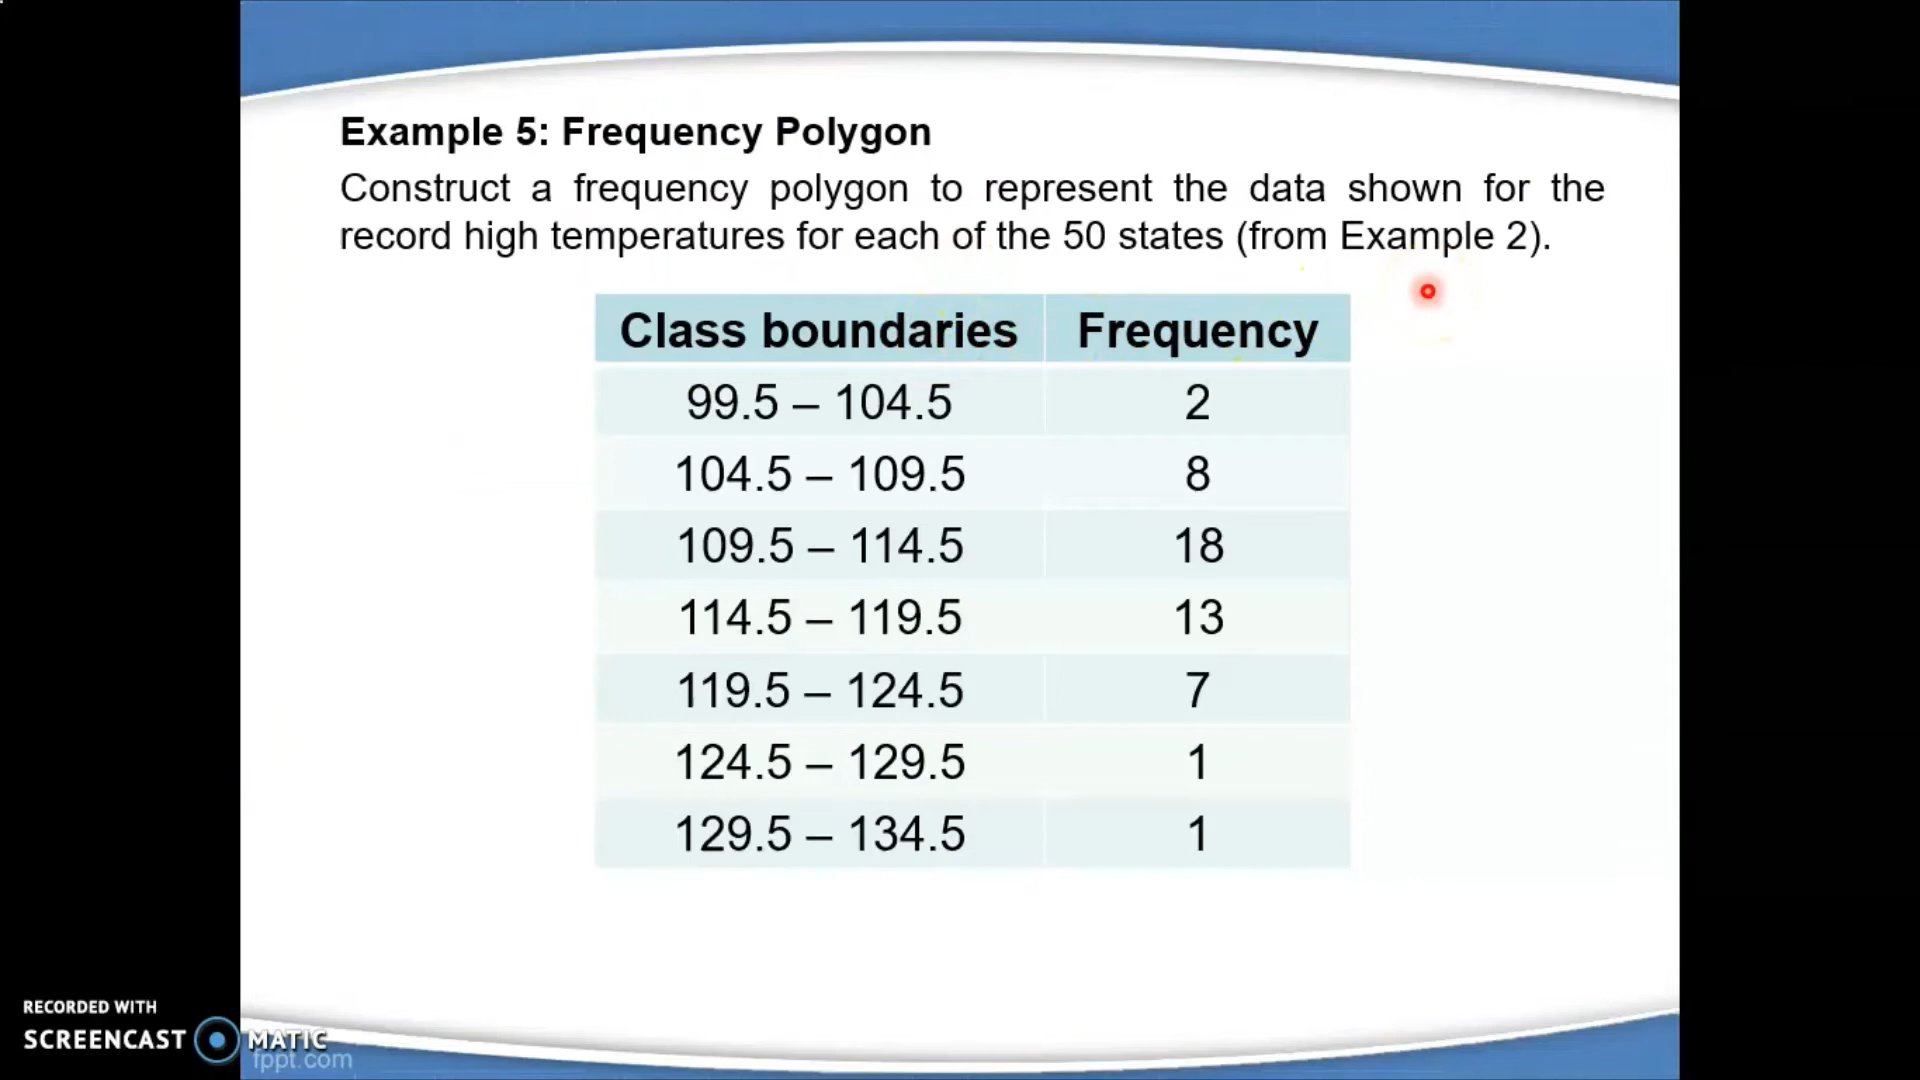 Example 5: Frequency Polygon
Construct a frequency polygon to represent the data shown for the
record high temperatures for each of the 50 states (from Example 2).
Class boundaries Frequency
99.5 – 104.5 2
104.5 – 109.5 8
109.5 – 114.5 18
114.5 – 119.5 13
119.5 – 124.5 7
124.5 – 129.5 1
129.5 – 134.5 1
RECORDED WITH
SCREENCAST MATIC
fppt.com